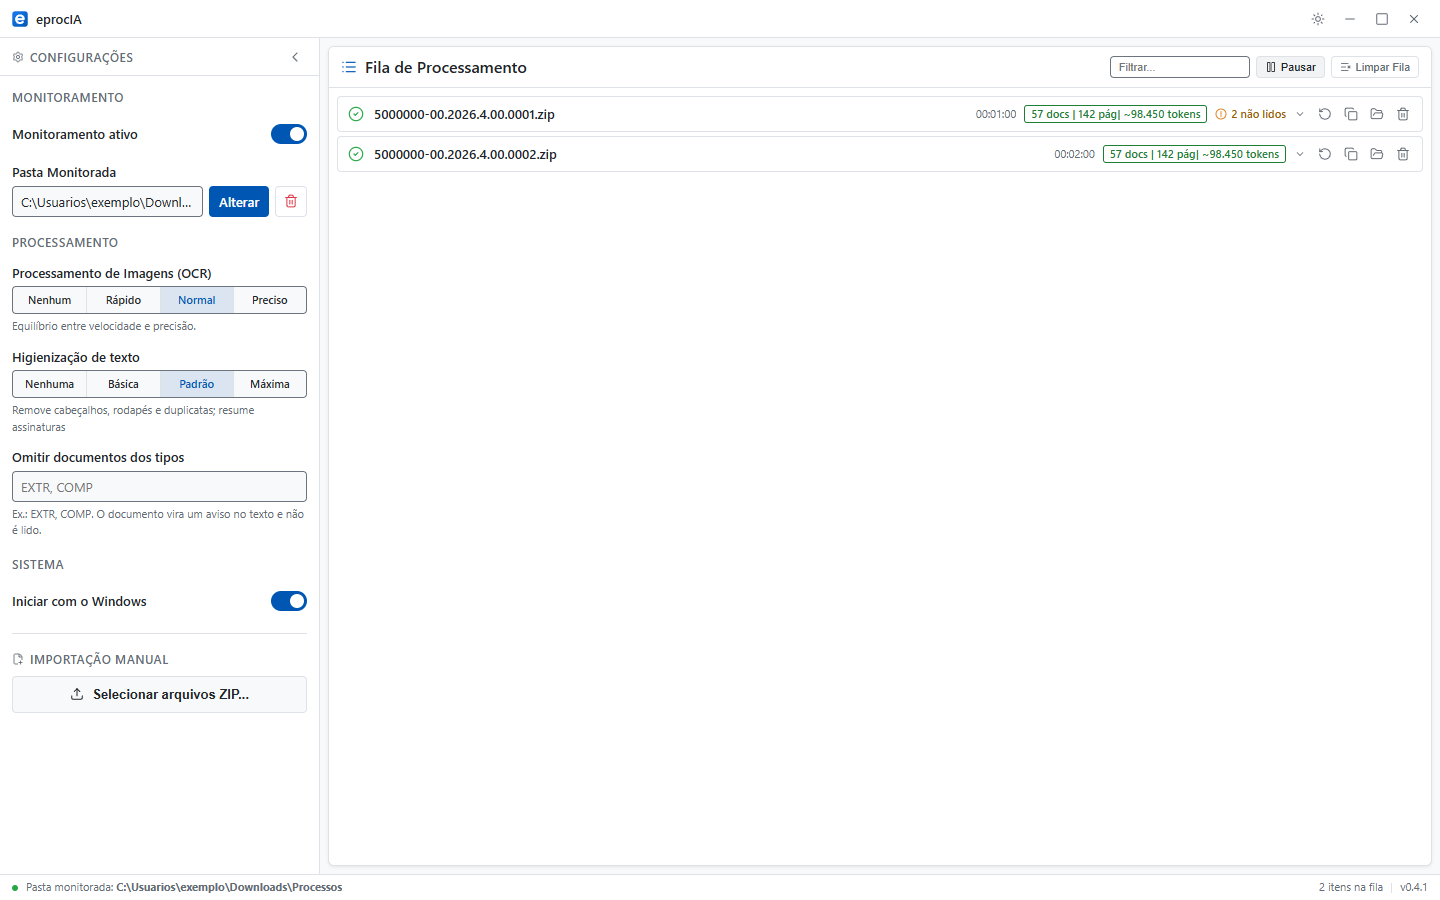 eprocIA
CONFIGURAÇÕES
MONITORAMENTO
Monitoramento ativo
Pasta Monitorada
C:\Usuarios\exemplo\Downl...
Alterar
PROCESSAMENTO
Processamento de Imagens (OCR)
Nenhum Rápido Normal Preciso
Equilíbrio entre velocidade e precisão.
Higienização de texto
Nenhuma Básica Padrão Máxima
Remove cabeçalhos, rodapés e duplicatas; resume
assinaturas
Omitir documentos dos tipos
EXTR, COMP
Ex.: EXTR, COMP. O documento vira um aviso no texto e não
é lido.
SISTEMA
Iniciar com o Windows
IMPORTAÇÃO MANUAL
Selecionar arquivos ZIP...
Fila de Processamento
Filtrar...
Pausar
Limpar Fila
5000000-00.2026.4.00.0001.zip 00:01:00 57 docs | 142 pág| ~98.450 tokens 2 não lidos
5000000-00.2026.4.00.0002.zip 00:02:00 57 docs | 142 pág| ~98.450 tokens
Pasta monitorada: C:\Usuarios\exemplo\Downloads\Processos
2 itens na fila v0.4.1